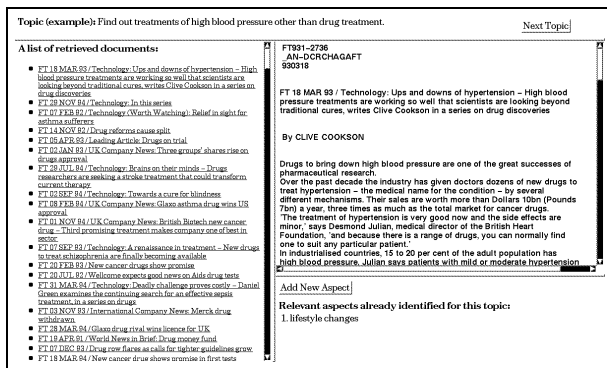 Topic (example): Find out treatments of high blood pressure other than drug treatment.
Next Topic
A list of retrieved documents:
FT 18 MAR 93 / Technology: Ups and downs of hypertension – High
blood pressure treatments are working so well that scientists are
looking beyond traditional cures, writes Clive Cookson in a series on
drug discoveries
FT 29 NOV 94 / Technology: In this series
FT 07 FEB 92 / Technology (Worth Watching): Relief in sight for
asthma sufferers
FT 14 NOV 92 / Drug reforms cause split
FT 05 APR 93 / Leading Article: Drugs on trial
FT 02 JAN 93 / UK Company News: Three groups' shares rise on
drugs approval
FT 29 JUL 94 / Technology: Brains on their minds – Drugs
researchers are seeking a stroke treatment that could transform
current therapy
FT 02 SEP 94 / Technology: Towards a cure for blindness
FT 08 FEB 94 / UK Company News: Glaxo asthma drug wins US
approval
FT 01 NOV 94 / UK Company News: British Biotech new cancer
drug – Third promising treatment makes company one of best in
sector
FT 07 SEP 93 / Technology: A renaissance in treatment – New drugs
to treat schizophrenia are finally becoming available
FT 20 FEB 93 / New cancer drugs show promise
FT 20 JUL 92 / Wellcome expects good news on Aids drug tests
FT 31 MAR 94 / Technology: Deadly challenge proves costly – Daniel
Green examines the continuing search for an effective sepsis
treatment, in a series on drugs
FT 03 NOV 93 / International Company News: Merck drug
withdrawn
FT 28 MAR 94 / Glaxo drug rival wins licence for UK
FT 19 APR 91 / World News in Brief: Drug money fund
FT 07 DEC 93 / Drug row flares as calls for tighter guidelines grow
FT 18 MAR 94 / New cancer drug shows promise in first tests
FT931-2736
_AN-DCRCHAGAFT
930318
FT 18 MAR 93 / Technology: Ups and downs of hypertension – High blood
pressure treatments are working so well that scientists are looking beyond
traditional cures, writes Clive Cookson in a series on drug discoveries
By CLIVE COOKSON
Drugs to bring down high blood pressure are one of the great successes of
pharmaceutical research.
Over the past decade the industry has given doctors dozens of new drugs to
treat hypertension – the medical name for the condition – by several
different mechanisms. Their sales are worth more than Dollars 10bn (Pounds
7bn) a year, three times as much as the total market for cancer drugs.
'The treatment of hypertension is very good now and the side effects are
minor,' says Desmond Julian, medical director of the British Heart
Foundation, 'and because there is a range of drugs, you can normally find
one to suit any particular patient.'
In industrialised countries, 15 to 20 per cent of the adult population has
high blood pressure. Julian says patients with mild or moderate hypertension
Add New Aspect
Relevant aspects already identified for this topic:
1. lifestyle changes